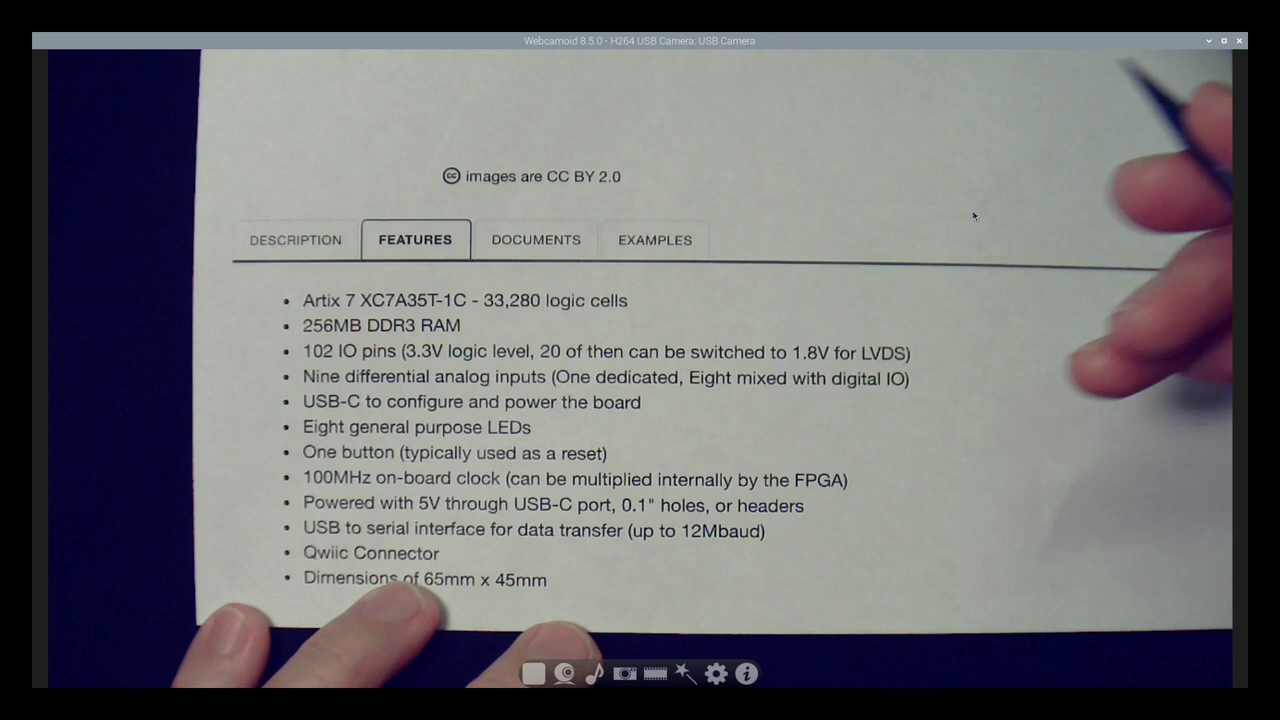 Webcamoid 8.5.0 - H264 USB Camera: USB Camera
cc images are CC BY 2.0
DESCRIPTION FEATURES DOCUMENTS EXAMPLES
• Artix 7 XC7A35T-1C - 33,280 logic cells
• 256MB DDR3 RAM
• 102 IO pins (3.3V logic level, 20 of then can be switched to 1.8V for LVDS)
• Nine differential analog inputs (One dedicated, Eight mixed with digital IO)
• USB-C to configure and power the board
• Eight general purpose LEDs
• One button (typically used as a reset)
• 100MHz on-board clock (can be multiplied internally by the FPGA)
• Powered with 5V through USB-C port, 0.1" holes, or headers
• USB to serial interface for data transfer (up to 12Mbaud)
• Qwiic Connector
• Dimensions of 65mm x 45mm